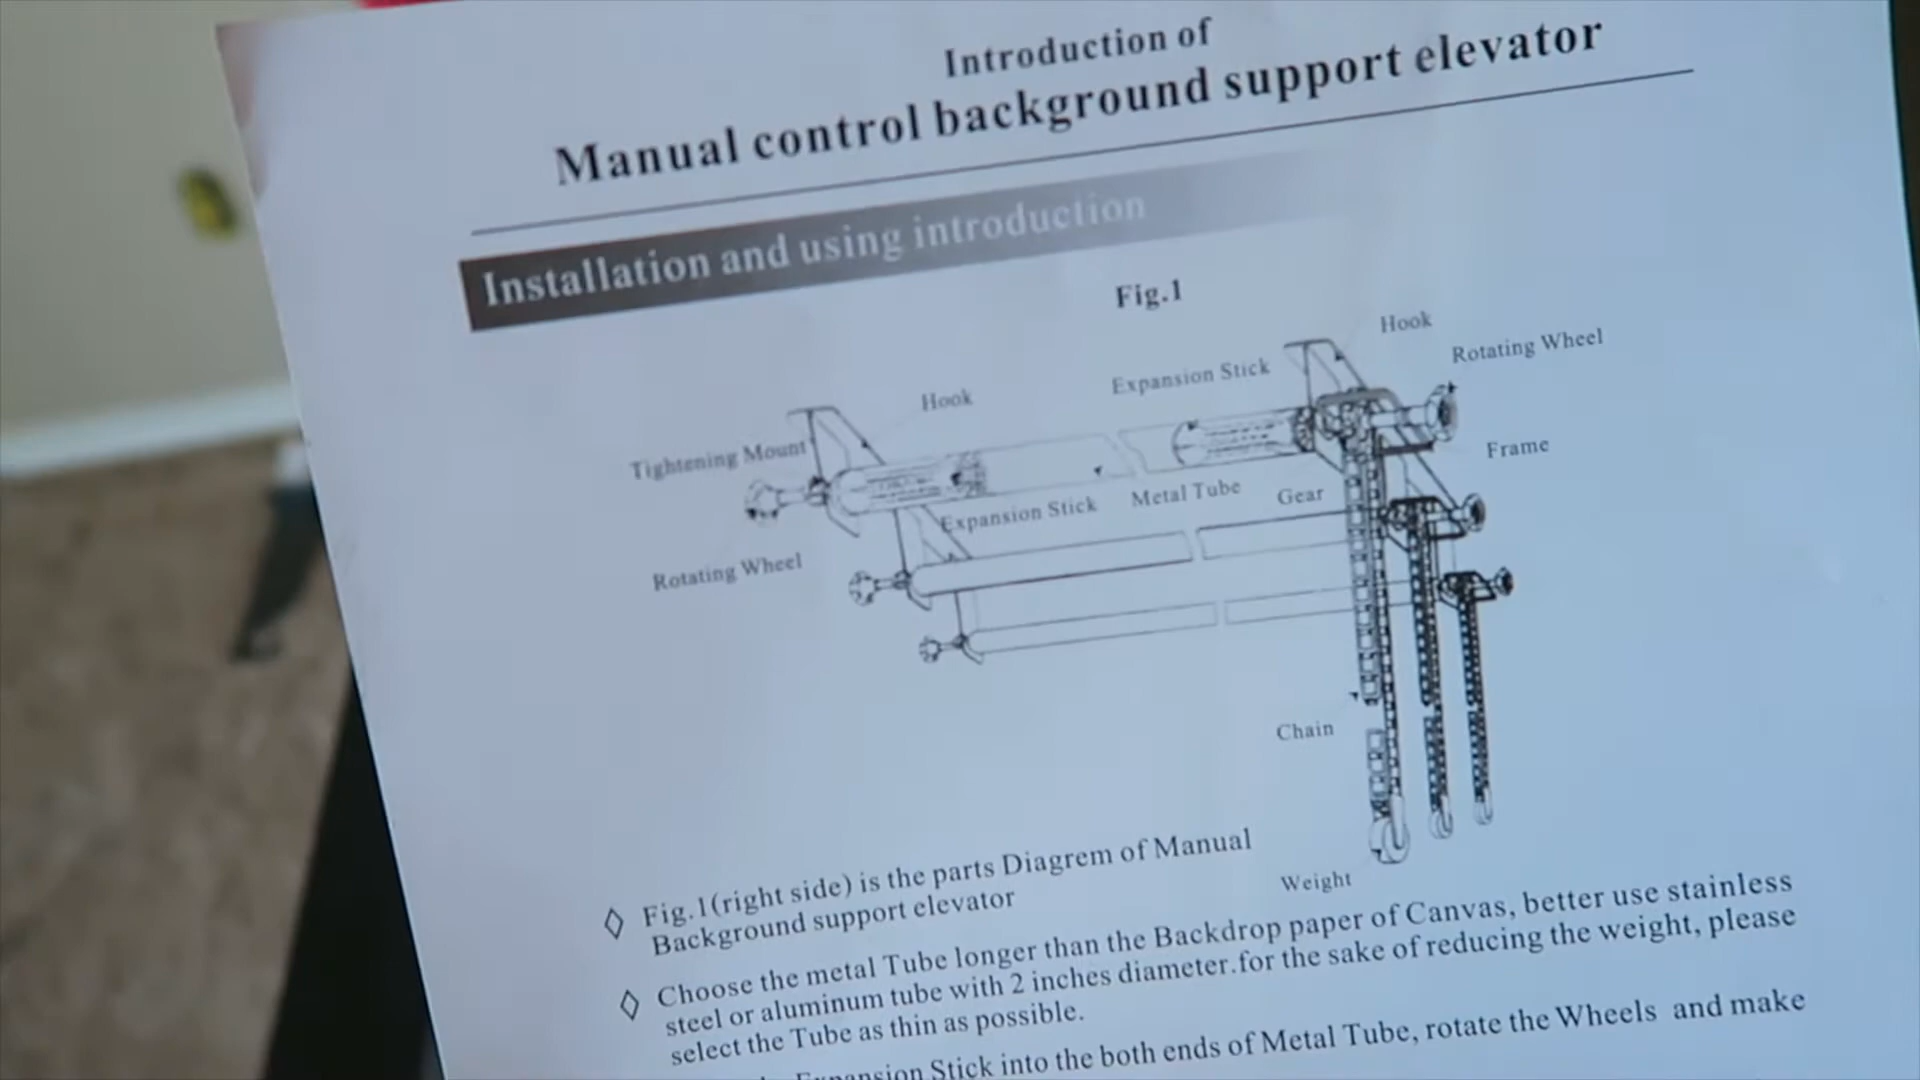 Introduction of
Manual control background support elevator
Installation and using introduction
Fig.1
Hook
Rotating Wheel
Expansion Stick
Hook
Tightening Mount
Frame
Expansion Stick
Metal Tube
Gear
Rotating Wheel
Chain
Weight
◊ Fig.1(right side) is the parts Diagrem of Manual
Background support elevator
◊ Choose the metal Tube longer than the Backdrop paper of Canvas, better use stainless
steel or aluminum tube with 2 inches diameter.for the sake of reducing the weight, please
select the Tube as thin as possible.
Expansion Stick into the both ends of Metal Tube, rotate the Wheels and make